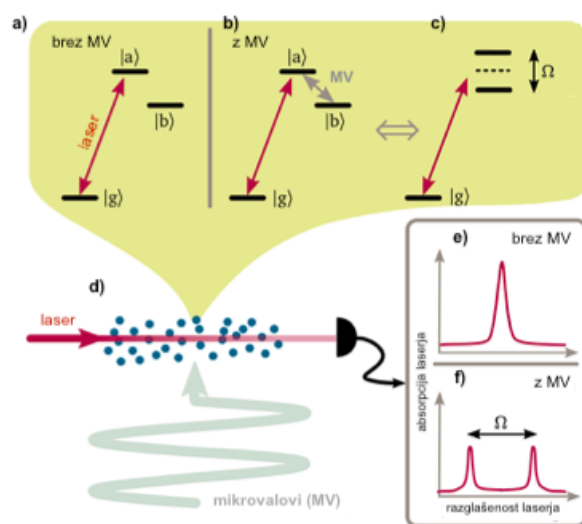 a) brez MV
|a⟩
|b⟩
laser
|g⟩
b) z MV
|a⟩
MV
|b⟩
|g⟩
c)
Ω
|g⟩
d)
laser
mikrovalovi (MV)
absorpcija laserja
e) brez MV
f) z MV
Ω
razglašenost laserja